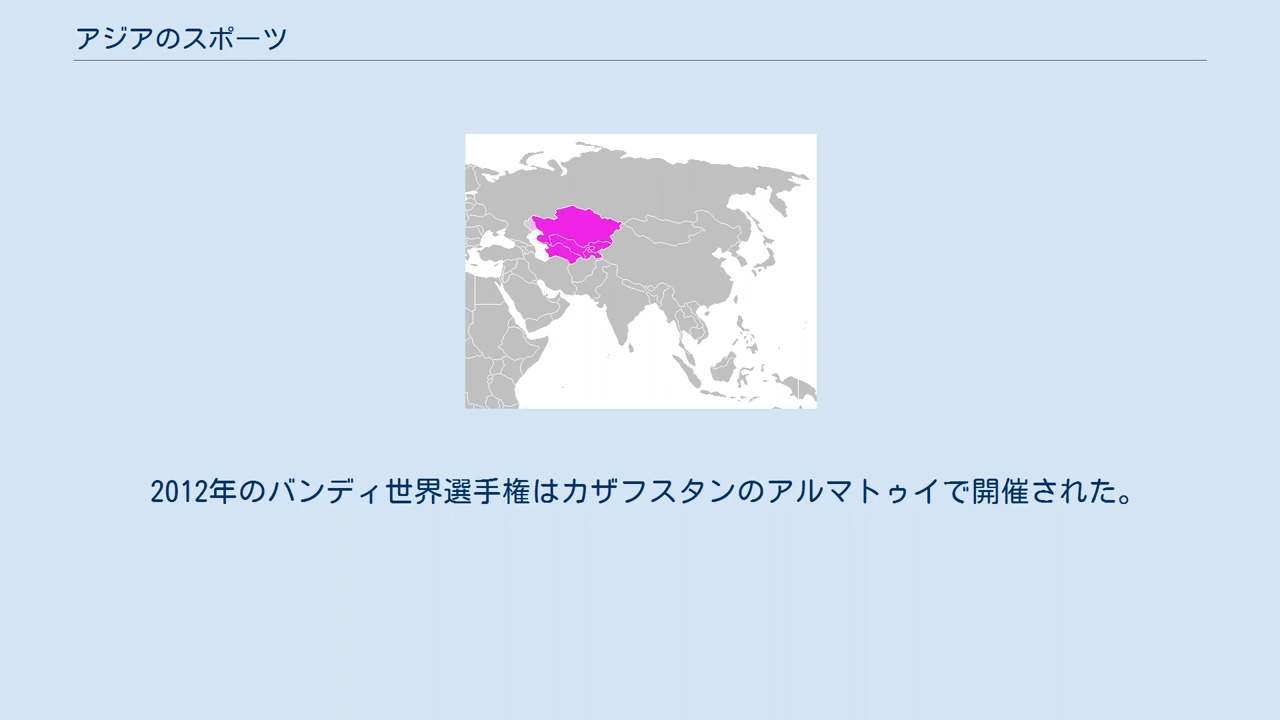 アジアのスポーツ
2012年のバンディ世界選手権はカザフスタンのアルマトゥイで開催された。